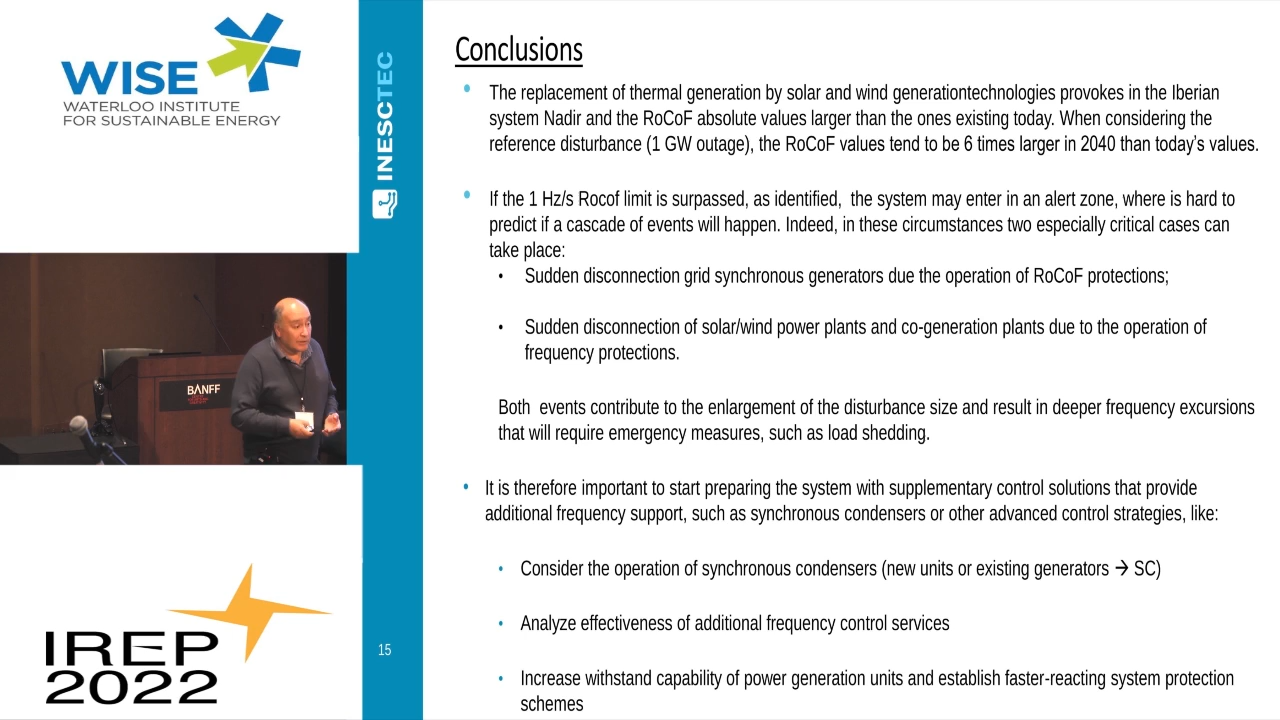 WISE
WATERLOO INSTITUTE
FOR SUSTAINABLE ENERGY
INESCTEC
BANFF
IREP
2022
15
Conclusions
• The replacement of thermal generation by solar and wind generationtechnologies provokes in the Iberian
system Nadir and the RoCoF absolute values larger than the ones existing today. When considering the
reference disturbance (1 GW outage), the RoCoF values tend to be 6 times larger in 2040 than today's values.
• If the 1 Hz/s Rocof limit is surpassed, as identified, the system may enter in an alert zone, where is hard to
predict if a cascade of events will happen. Indeed, in these circumstances two especially critical cases can
take place:
• Sudden disconnection grid synchronous generators due the operation of RoCoF protections;
• Sudden disconnection of solar/wind power plants and co-generation plants due to the operation of
frequency protections.
Both events contribute to the enlargement of the disturbance size and result in deeper frequency excursions
that will require emergency measures, such as load shedding.
• It is therefore important to start preparing the system with supplementary control solutions that provide
additional frequency support, such as synchronous condensers or other advanced control strategies, like:
• Consider the operation of synchronous condensers (new units or existing generators → SC)
• Analyze effectiveness of additional frequency control services
• Increase withstand capability of power generation units and establish faster-reacting system protection
schemes